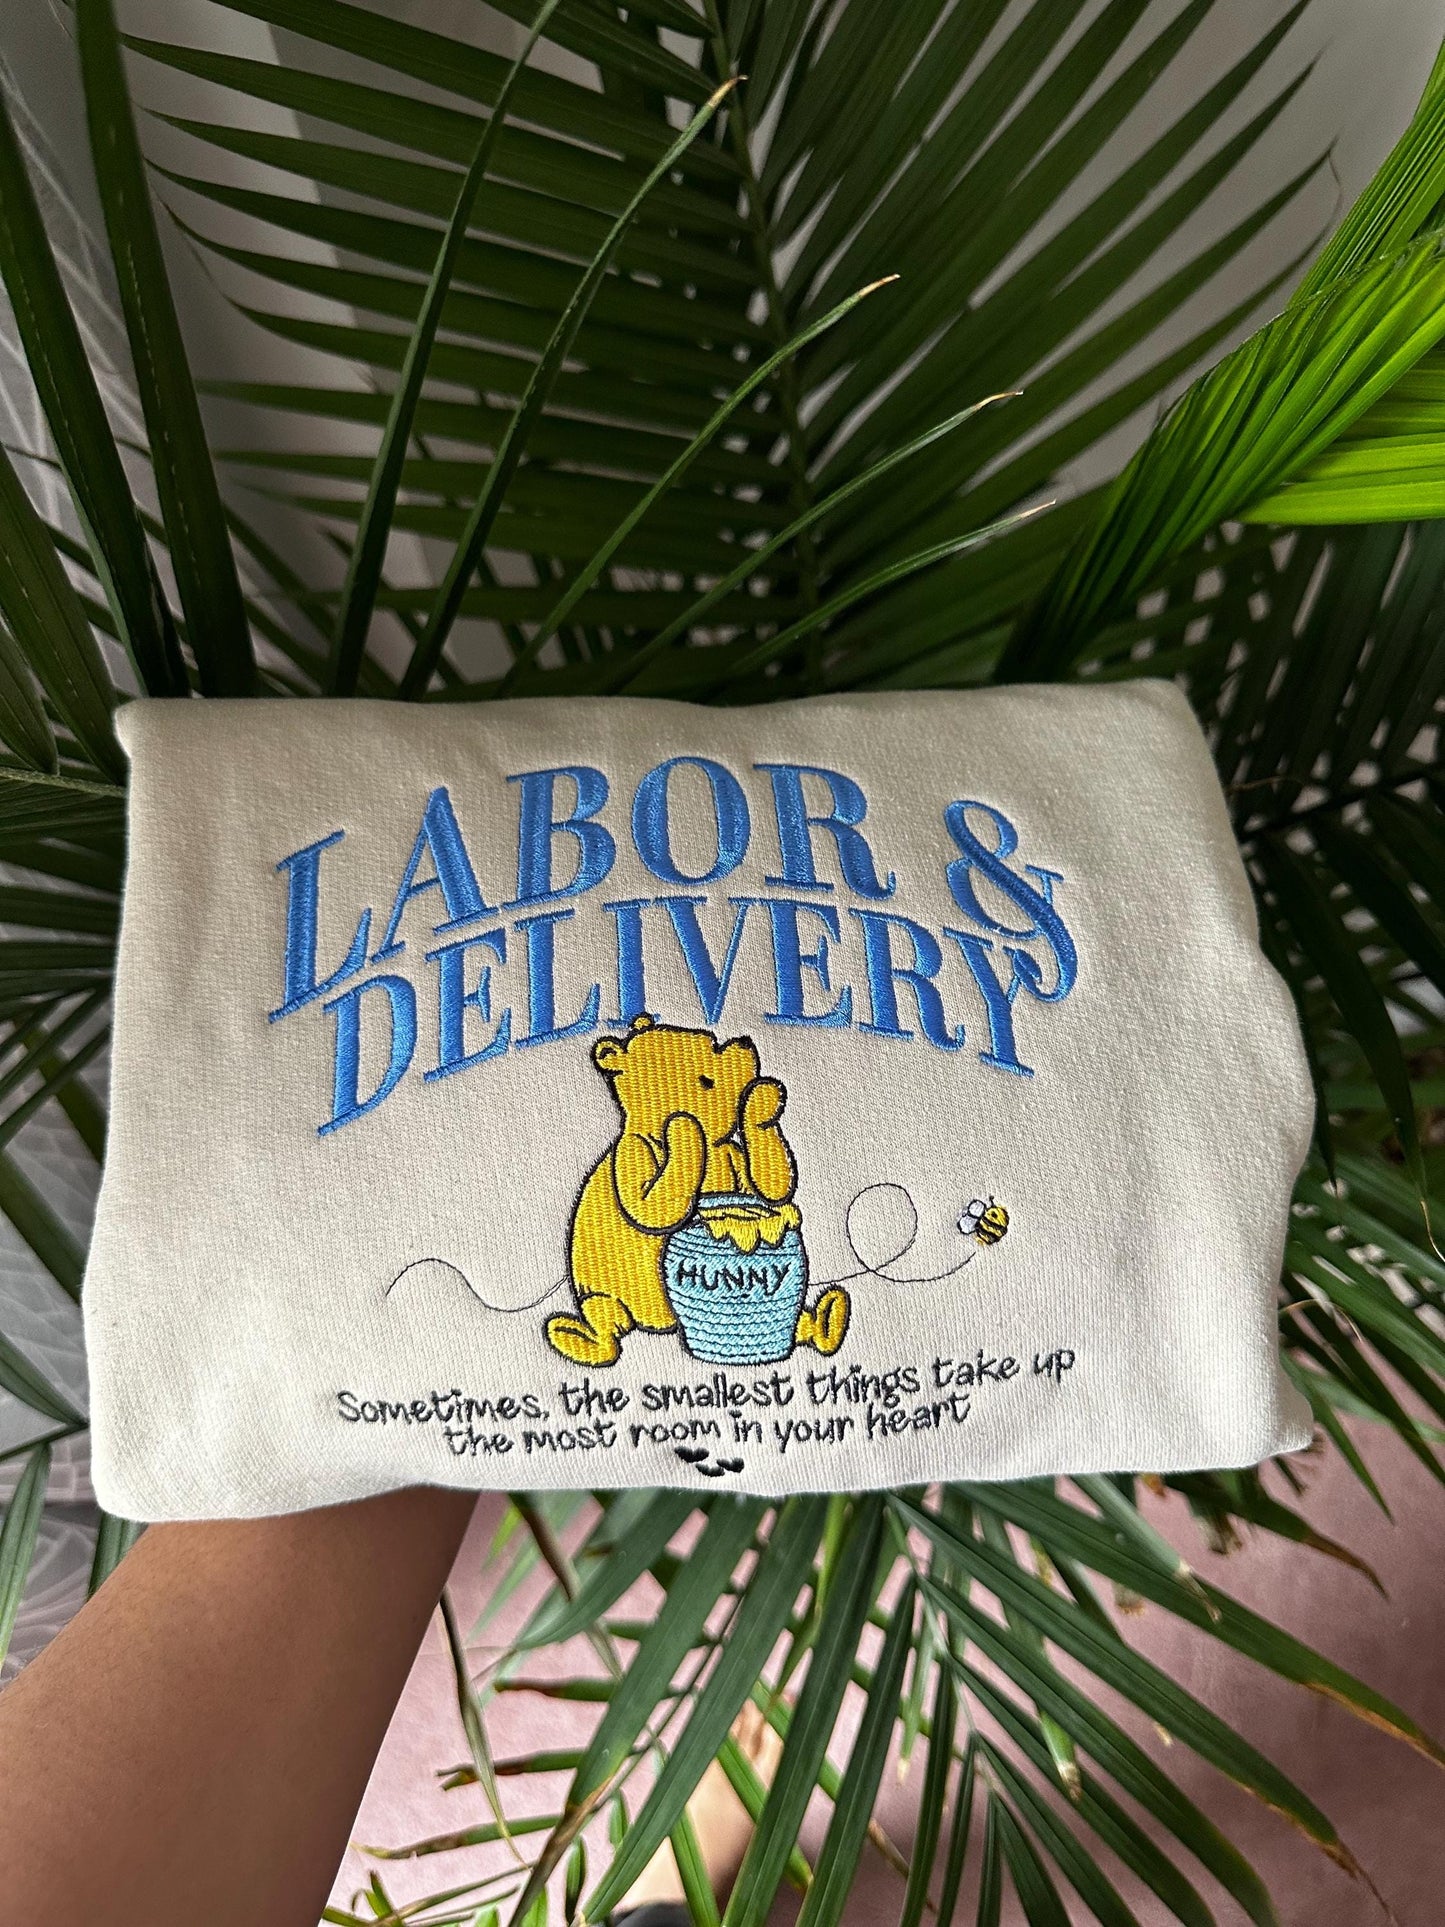 LABOR &
DELIVERY
HUNNY
Sometimes, the smallest things take up
the most room in your heart